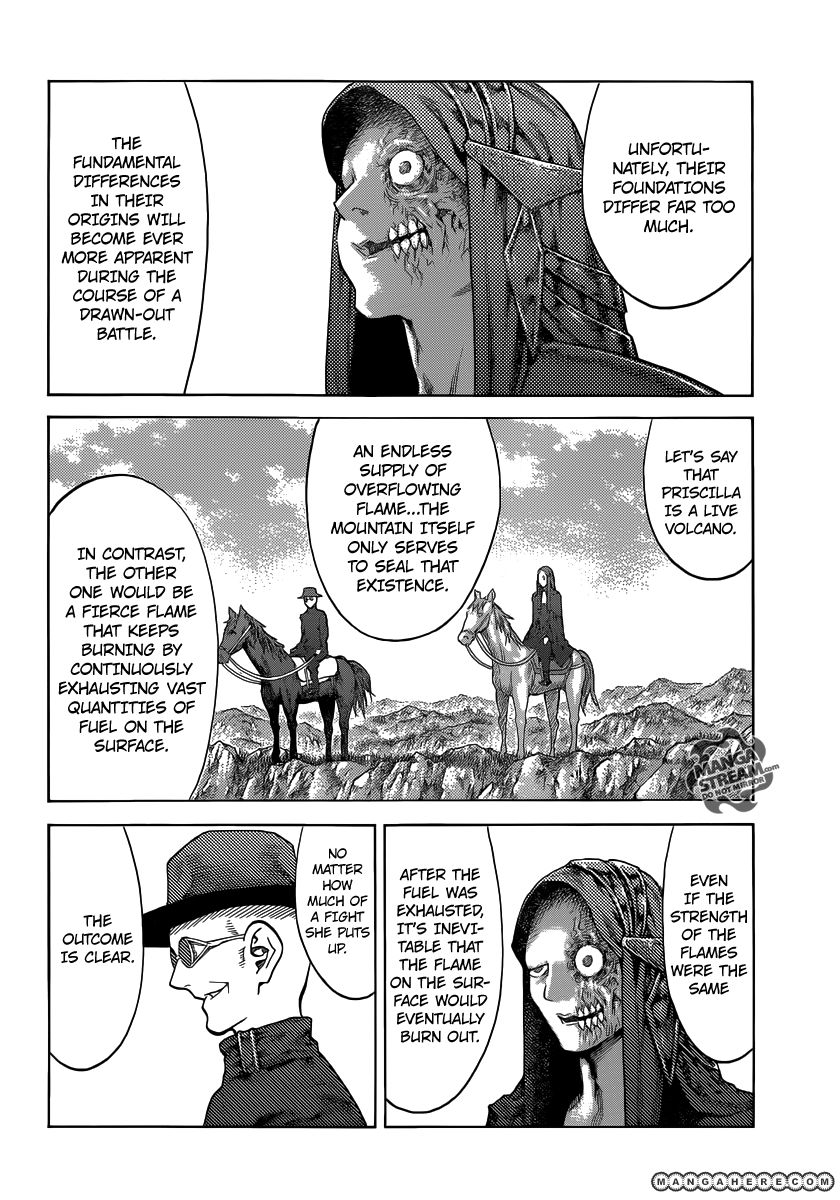 UNFORTU-
NATELY, THEIR
FOUNDATIONS
DIFFER FAR TOO
MUCH.
THE
FUNDAMENTAL
DIFFERENCES
IN THEIR
ORIGINS WILL
BECOME EVER
MORE APPARENT
DURING THE
COURSE OF A
DRAWN-OUT
BATTLE.
LET'S SAY
THAT
PRISCILLA
IS A LIVE
VOLCANO.
AN ENDLESS
SUPPLY OF
OVERFLOWING
FLAME...THE
MOUNTAIN ITSELF
ONLY SERVES
TO SEAL THAT
EXISTENCE.
IN CONTRAST,
THE OTHER
ONE WOULD BE
A FIERCE FLAME
THAT KEEPS
BURNING BY
CONTINUOUSLY
EXHAUSTING VAST
QUANTITIES OF
FUEL ON THE
SURFACE.
MANGA
STREAM.com
DO NOT MIRROR
EVEN
IF THE
STRENGTH
OF THE
FLAMES
WERE THE
SAME
AFTER THE
FUEL WAS
EXHAUSTED,
IT'S INEVI-
TABLE THAT
THE FLAME
ON THE SUR-
FACE WOULD
EVENTUALLY
BURN OUT.
NO
MATTER
HOW
MUCH OF
A FIGHT
SHE PUTS
UP.
THE
OUTCOME
IS CLEAR.
MANGAHERE.COM